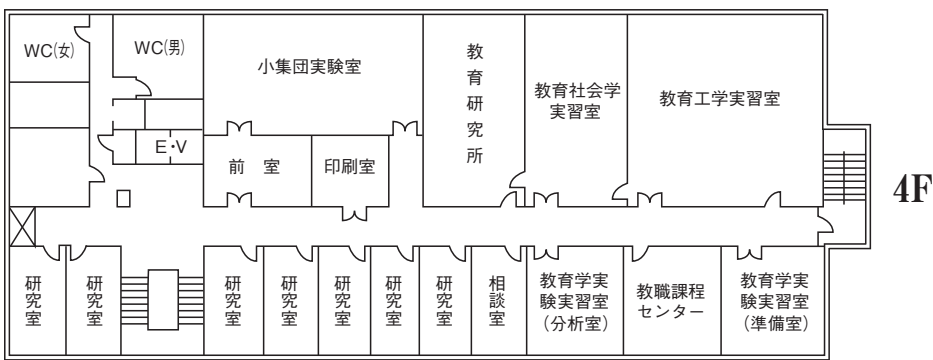 WC(女)
WC(男)
小集団実験室
教育研究所
教育社会学
実習室
教育工学実習室
E・V
前 室
印刷室
4F
研究室
研究室
研究室
研究室
研究室
研究室
研究室
相談室
教育学実
験実習室
(分析室)
教職課程
センター
教育学実
験実習室
(準備室)